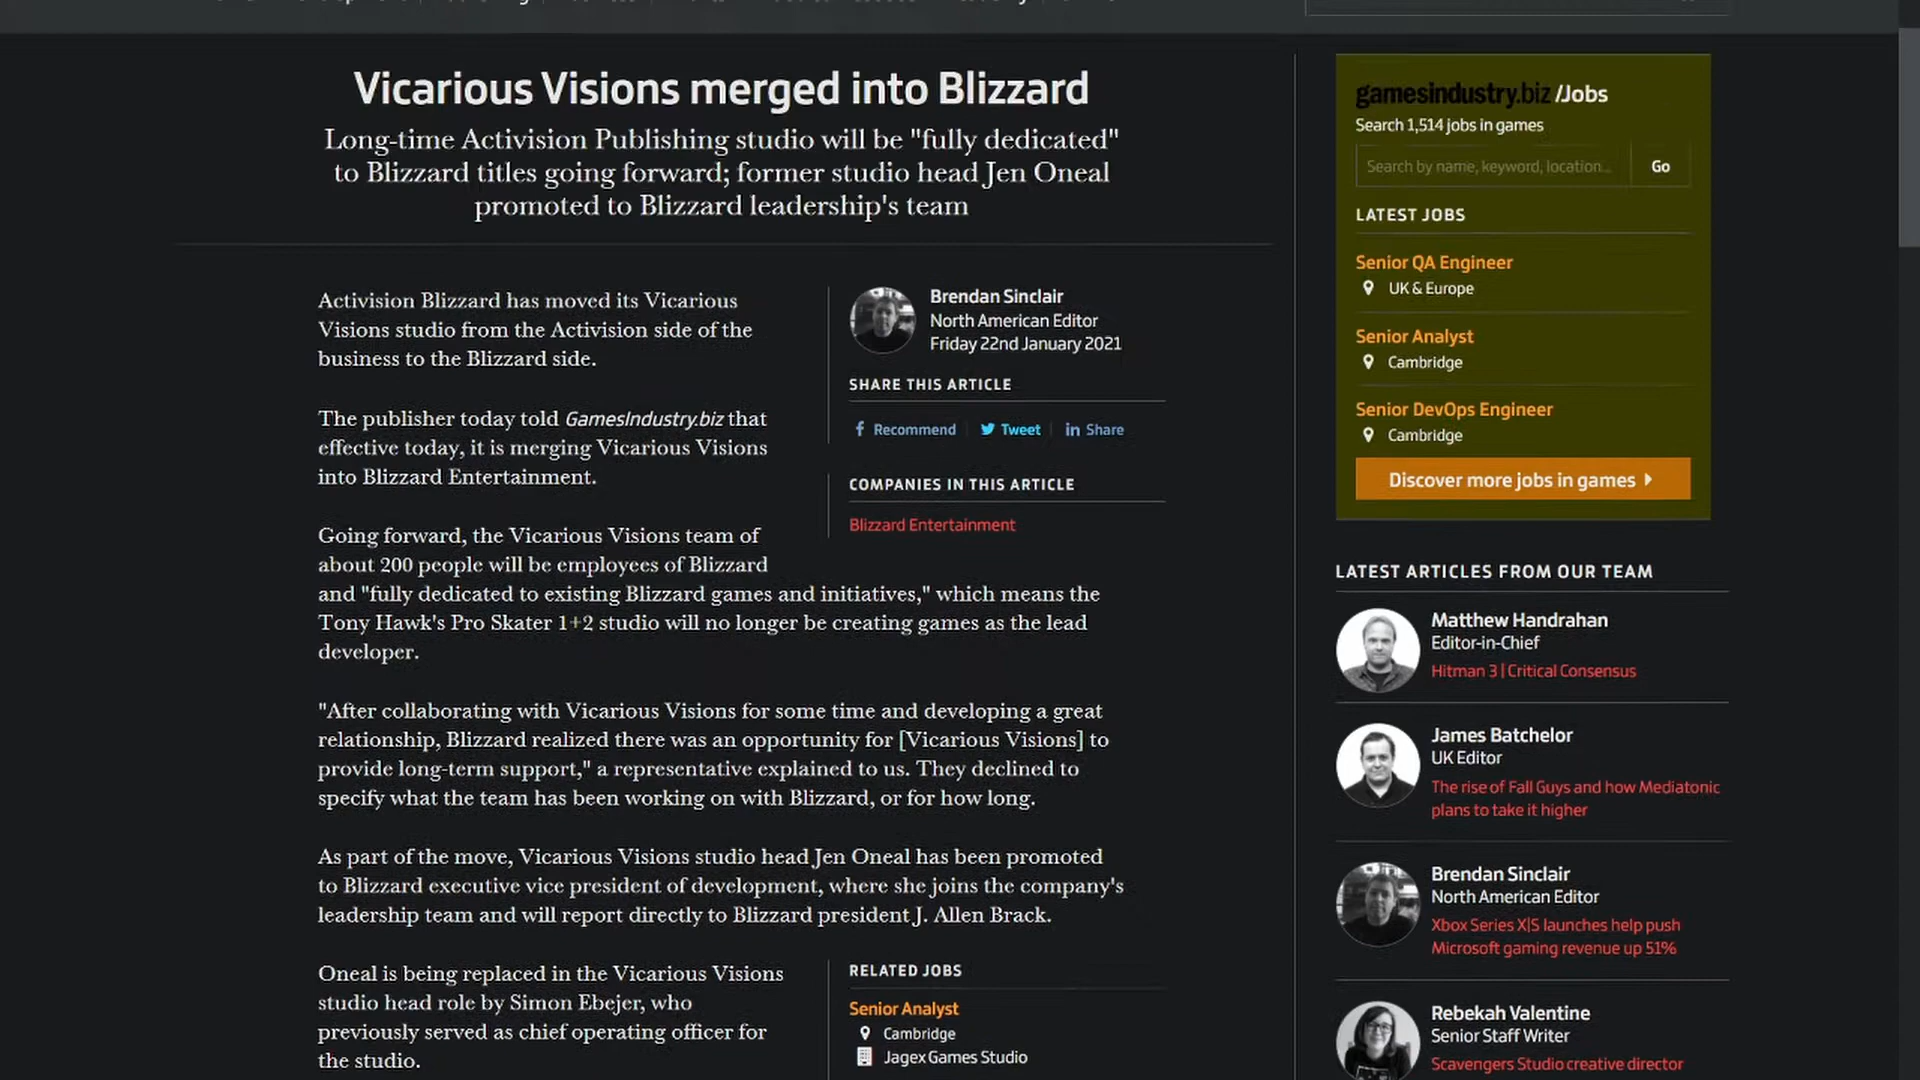 Vicarious Visions merged into Blizzard
Long-time Activision Publishing studio will be "fully dedicated"
to Blizzard titles going forward; former studio head Jen Oneal
promoted to Blizzard leadership's team
Activision Blizzard has moved its Vicarious
Visions studio from the Activision side of the
business to the Blizzard side.
The publisher today told GamesIndustry.biz that
effective today, it is merging Vicarious Visions
into Blizzard Entertainment.
Going forward, the Vicarious Visions team of
about 200 people will be employees of Blizzard
and "fully dedicated to existing Blizzard games and initiatives," which means the
Tony Hawk's Pro Skater 1+2 studio will no longer be creating games as the lead
developer.
"After collaborating with Vicarious Visions for some time and developing a great
relationship, Blizzard realized there was an opportunity for [Vicarious Visions] to
provide long-term support," a representative explained to us. They declined to
specify what the team has been working on with Blizzard, or for how long.
As part of the move, Vicarious Visions studio head Jen Oneal has been promoted
to Blizzard executive vice president of development, where she joins the company's
leadership team and will report directly to Blizzard president J. Allen Brack.
Oneal is being replaced in the Vicarious Visions
studio head role by Simon Ebejer, who
previously served as chief operating officer for
the studio.
Brendan Sinclair
North American Editor
Friday 22nd January 2021
SHARE THIS ARTICLE
Recommend
Tweet
Share
COMPANIES IN THIS ARTICLE
Blizzard Entertainment
RELATED JOBS
Senior Analyst
Cambridge
Jagex Games Studio
gamesindustry.biz /Jobs
Search 1,514 jobs in games
Search by name, keyword, location... Go
LATEST JOBS
Senior QA Engineer
UK & Europe
Senior Analyst
Cambridge
Senior DevOps Engineer
Cambridge
Discover more jobs in games
LATEST ARTICLES FROM OUR TEAM
Matthew Handrahan
Editor-in-Chief
Hitman 3 | Critical Consensus
James Batchelor
UK Editor
The rise of Fall Guys and how Mediatonic
plans to take it higher
Brendan Sinclair
North American Editor
Xbox Series X|S launches help push
Microsoft gaming revenue up 51%
Rebekah Valentine
Senior Staff Writer
Scavengers Studio creative director